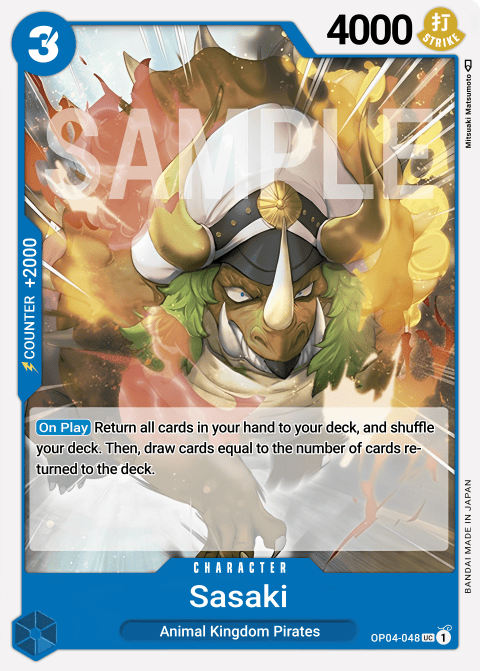 3
4000
打
STRIKE
Mitsuaki Matsumoto
SAMPLE
COUNTER +2000
On Play Return all cards in your hand to your deck, and shuffle
your deck. Then, draw cards equal to the number of cards re-
turned to the deck.
BANDAI MADE IN JAPAN
CHARACTER
Sasaki
Animal Kingdom Pirates
OP04-048 UC 1